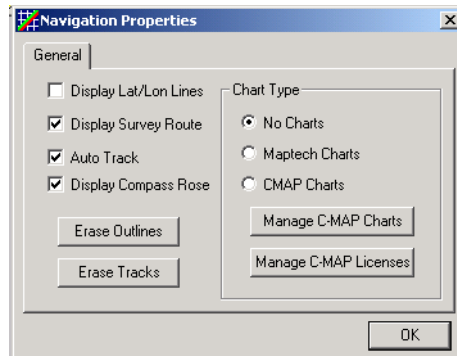 Navigation Properties
General
Display Lat/Lon Lines
Display Survey Route
Auto Track
Display Compass Rose
Erase Outlines
Erase Tracks
Chart Type
No Charts
Maptech Charts
CMAP Charts
Manage C-MAP Charts
Manage C-MAP Licenses
OK